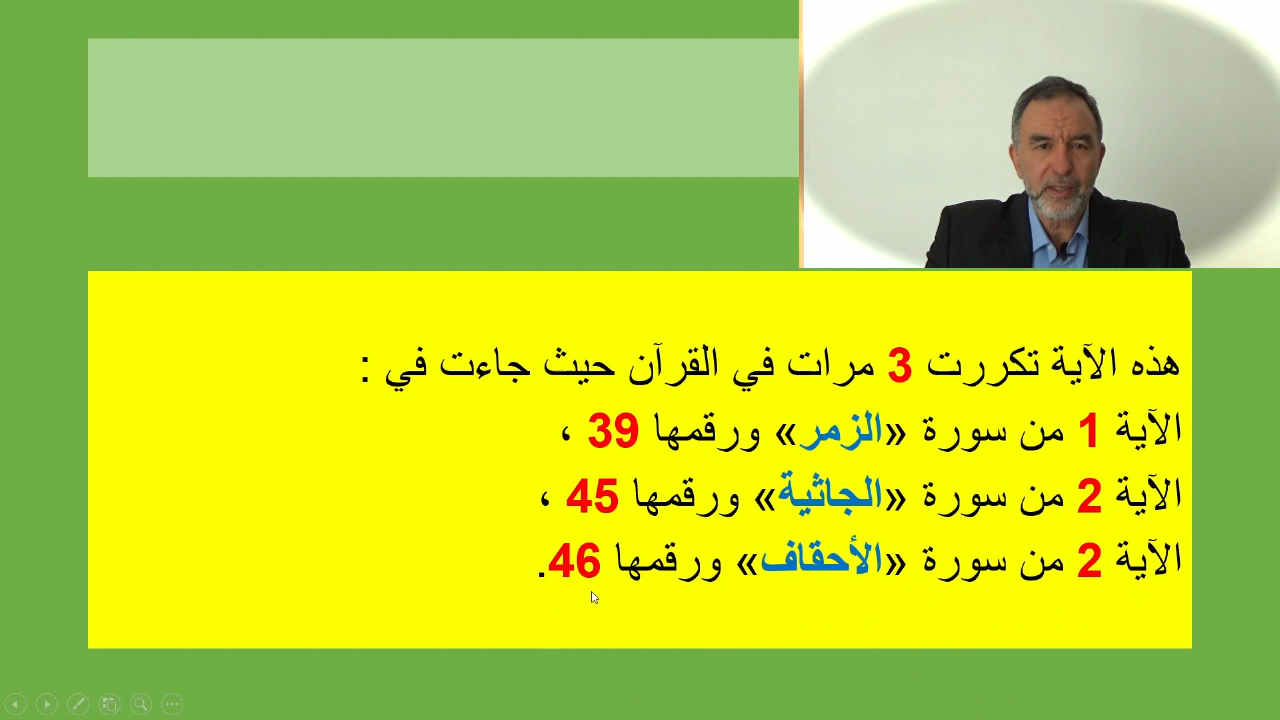 هذه الآية تكررت 3 مرات في القرآن حيث جاءت في :
الآية 1 من سورة «الزمر» ورقمها 39 ،
الآية 2 من سورة «الجاثية» ورقمها 45 ،
الآية 2 من سورة «الأحقاف» ورقمها 46.